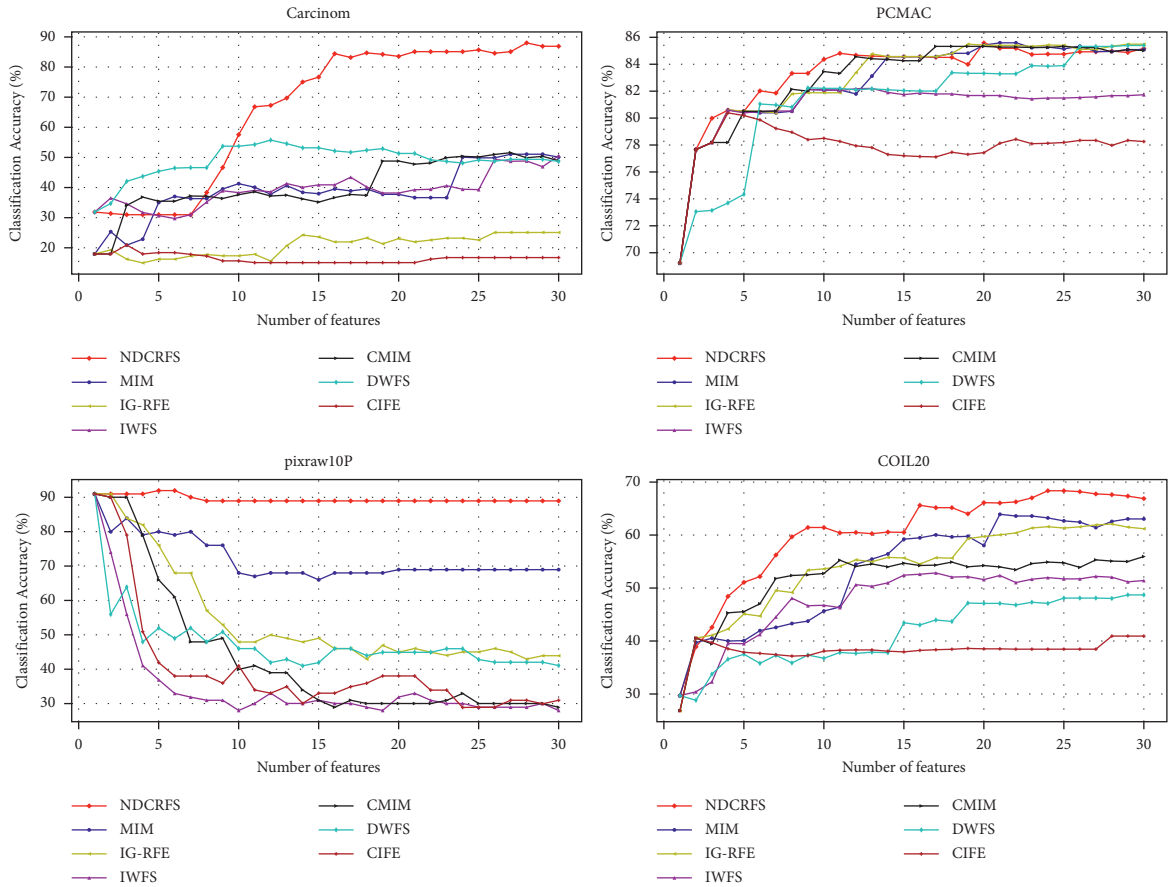 Carcinom
Classification Accuracy (%)
90
80
70
60
50
40
30
20
0 5 10 15 20 25 30
Number of features
NDCRFS
MIM
IG-RFE
IWFS
CMIM
DWFS
CIFE
PCMAC
Classification Accuracy (%)
86
84
82
80
78
76
74
72
70
0 5 10 15 20 25 30
Number of features
NDCRFS
MIM
IG-RFE
IWFS
CMIM
DWFS
CIFE
pixraw10P
Classification Accuracy (%)
90
80
70
60
50
40
30
0 5 10 15 20 25 30
Number of features
NDCRFS
MIM
IG-RFE
IWFS
CMIM
DWFS
CIFE
COIL20
Classification Accuracy (%)
70
60
50
40
30
0 5 10 15 20 25 30
Number of features
NDCRFS
MIM
IG-RFE
IWFS
CMIM
DWFS
CIFE